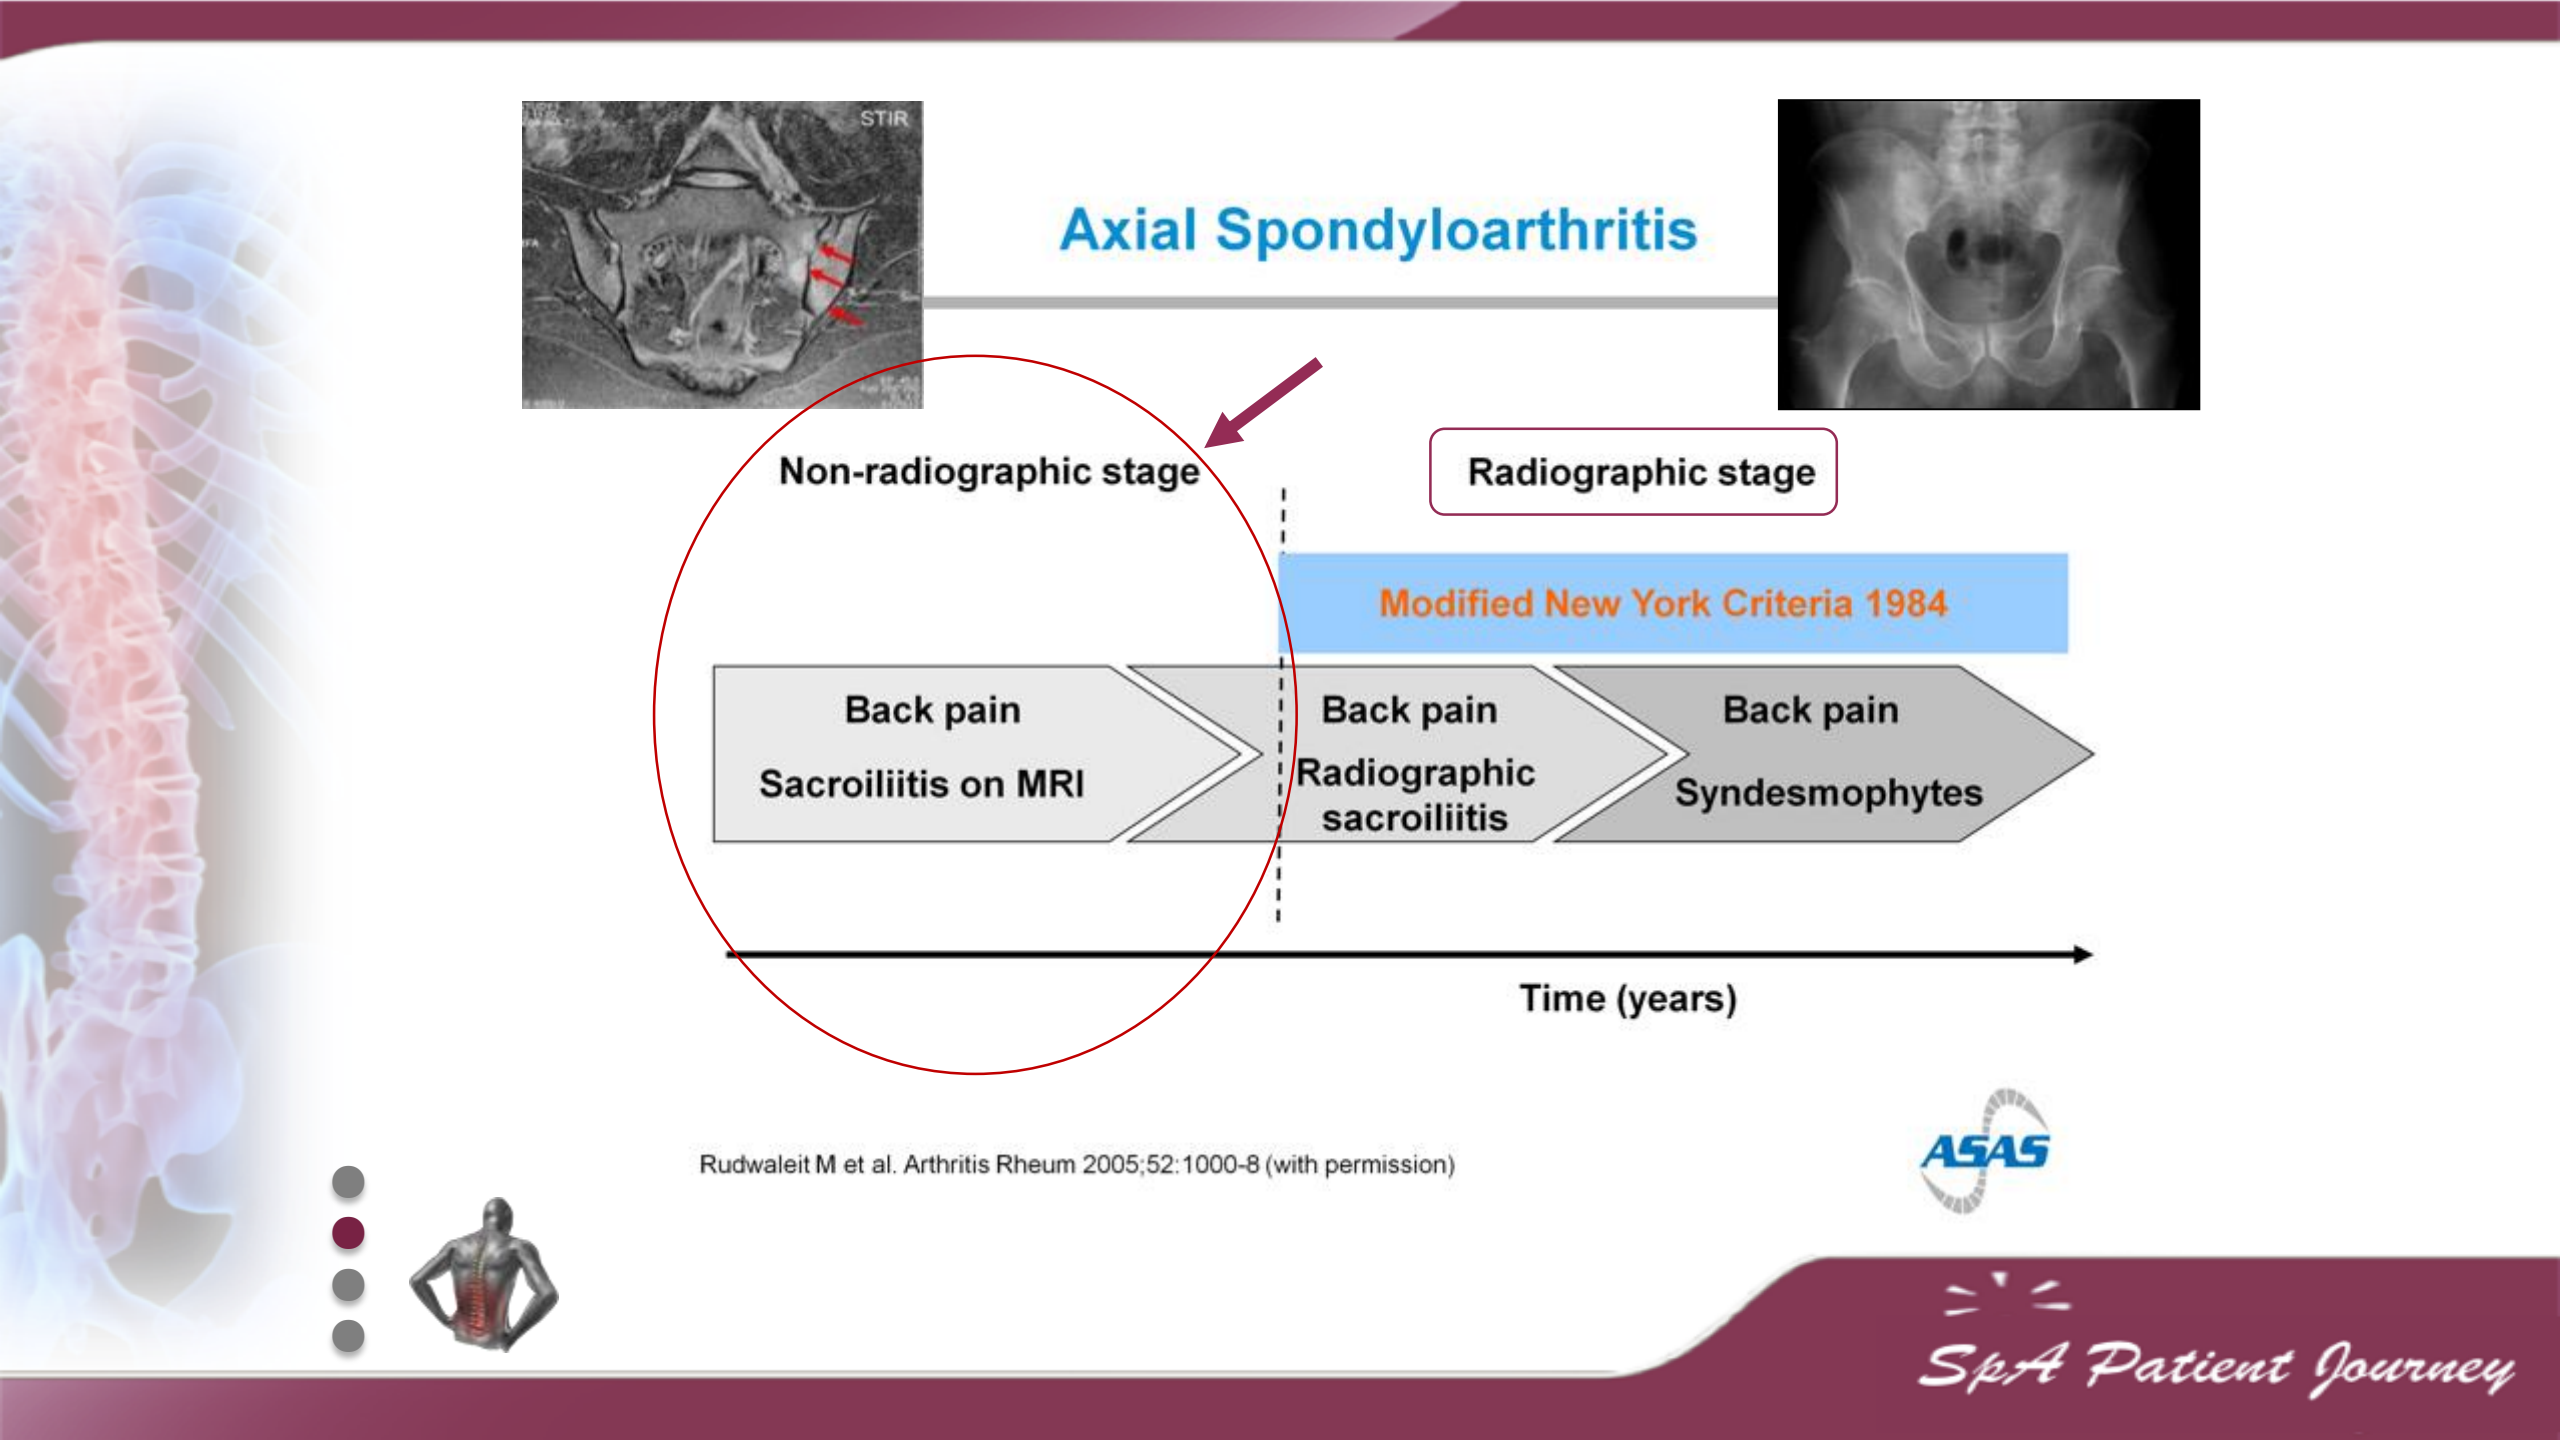 STIR
Axial Spondyloarthritis
Non-radiographic stage
Radiographic stage
Modified New York Criteria 1984
Back pain
Sacroiliitis on MRI
Back pain
Radiographic
sacroiliitis
Back pain
Syndesmophytes
Time (years)
Rudwaleit M et al. Arthritis Rheum 2005;52:1000-8 (with permission)
ASAS
SpA Patient Journey